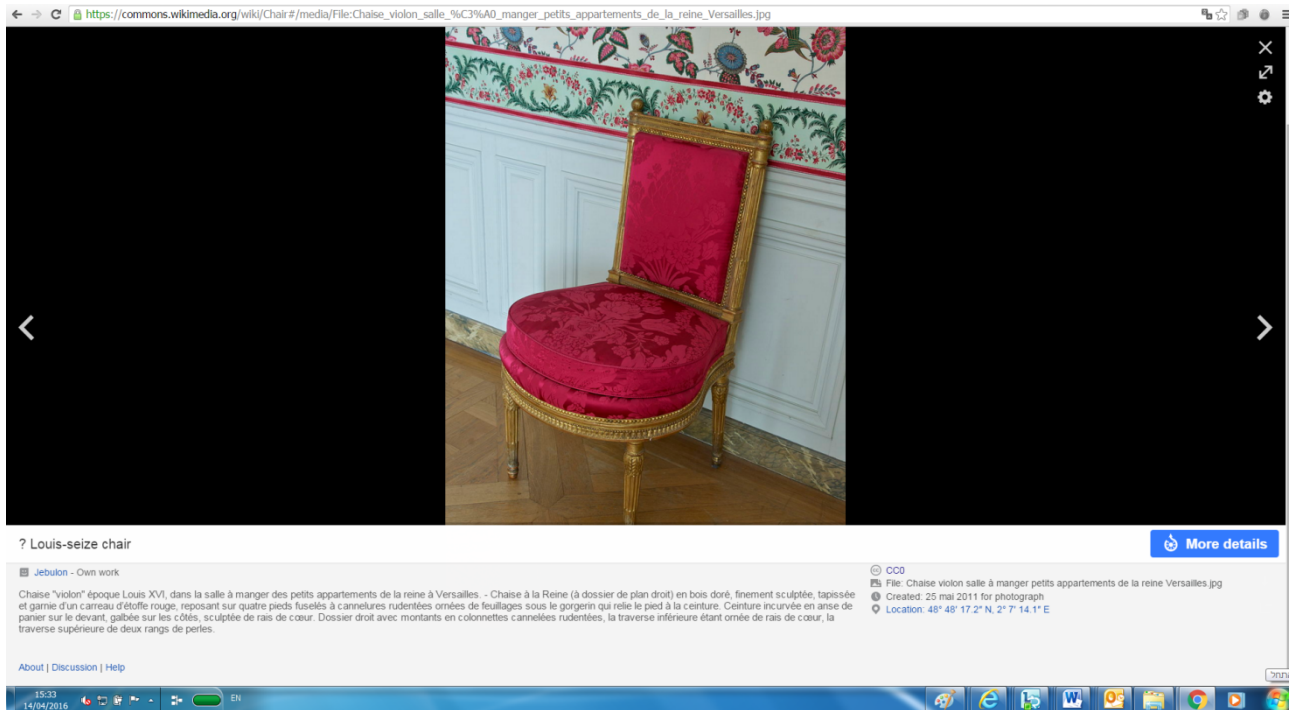 https://commons.wikimedia.org/wiki/Chair#/media/File:Chaise_violon_salle_%C3%A0_manger_petits_appartements_de_la_reine_Versailles.jpg
? Louis-seize chair
More details
Jebulon - Own work
Chaise "violon" époque Louis XVI, dans la salle à manger des petits appartements de la reine à Versailles. - Chaise à la Reine (à dossier de plan droit) en bois doré, finement sculptée, tapissée
et garnie d'un carreau d'étoffe rouge, reposant sur quatre pieds fuselés à cannelures rudentées ornées de feuillages sous le gorgerin qui relie le pied à la ceinture. Ceinture incurvée en anse de
panier sur le devant, galbée sur les côtés, sculptée de rais de cœur. Dossier droit avec montants en colonnettes cannelées rudentées, la traverse inférieure étant ornée de rais de cœur, la
traverse supérieure de deux rangs de perles.
CC0
File: Chaise violon salle à manger petits appartements de la reine Versailles.jpg
Created: 25 mai 2011 for photograph
Location: 48° 48' 17.2" N, 2° 7' 14.1" E
About | Discussion | Help
15:33
14/04/2016
EN